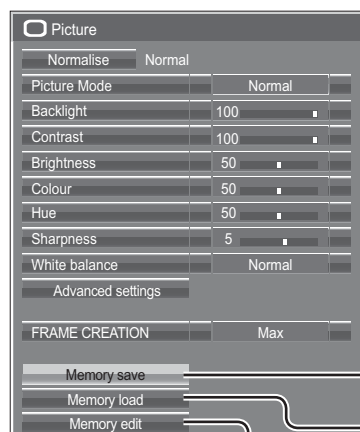 Picture
Normalise Normal
Picture Mode Normal
Backlight 100
Contrast 100
Brightness 50
Colour 50
Hue 50
Sharpness 5
White balance Normal
Advanced settings
FRAME CREATION Max
Memory save
Memory load
Memory edit